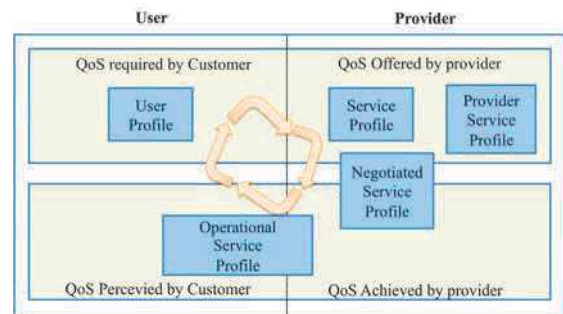 User
Provider
QoS required by Customer
QoS Offered by provider
User
Profile
Service
Profile
Provider
Service
Profile
Negotiated
Service
Profile
Operational
Service
Profile
QoS Percevied by Customer
QoS Achieved by provider